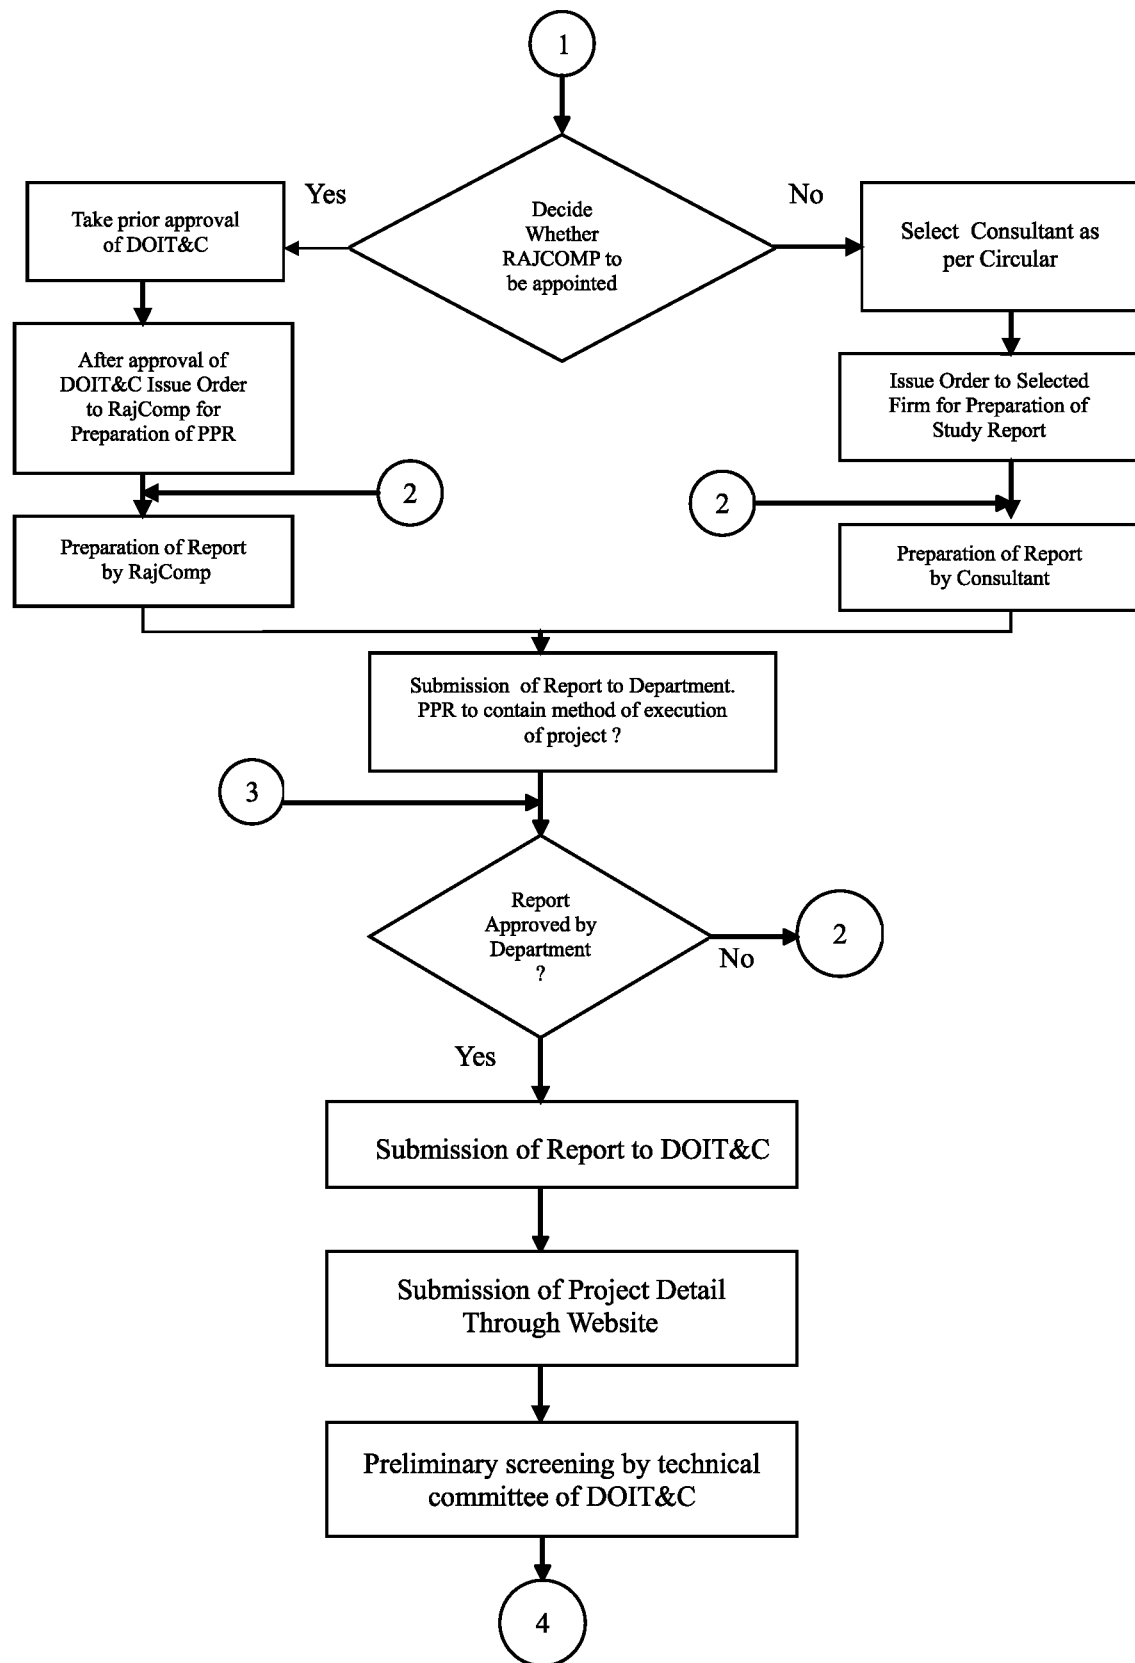 1
Yes
No
Decide
Whether
RAJCOMP to
be appointed
Take prior approval
of DOIT&C
Select Consultant as
per Circular
After approval of
DOIT&C Issue Order
to RajComp for
Preparation of PPR
Issue Order to Selected
Firm for Preparation of
Study Report
2
2
Preparation of Report
by RajComp
Preparation of Report
by Consultant
Submission of Report to Department.
PPR to contain method of execution
of project ?
3
Report
Approved by
Department
?
No
2
Yes
Submission of Report to DOIT&C
Submission of Project Detail
Through Website
Preliminary screening by technical
committee of DOIT&C
4